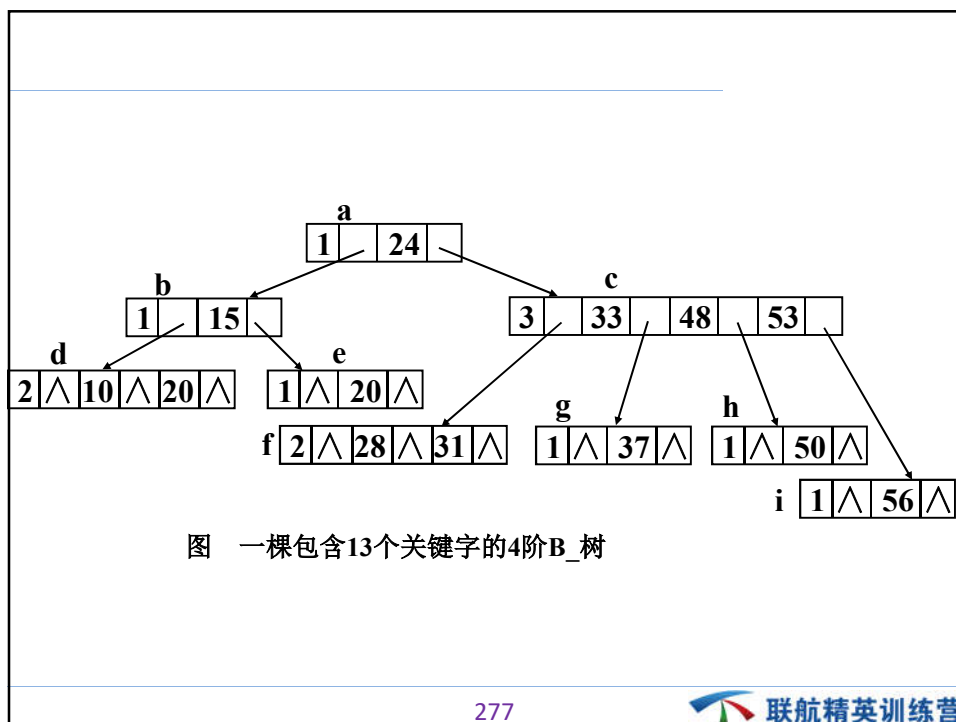 a
1 24
b
1 15
c
3 33 48 53
d
2 ∧ 10 ∧ 20 ∧
e
1 ∧ 20 ∧
f 2 ∧ 28 ∧ 31 ∧
g
1 ∧ 37 ∧
h
1 ∧ 50 ∧
i 1 ∧ 56 ∧
图 一棵包含13个关键字的4阶B_树
277
联航精英训练营